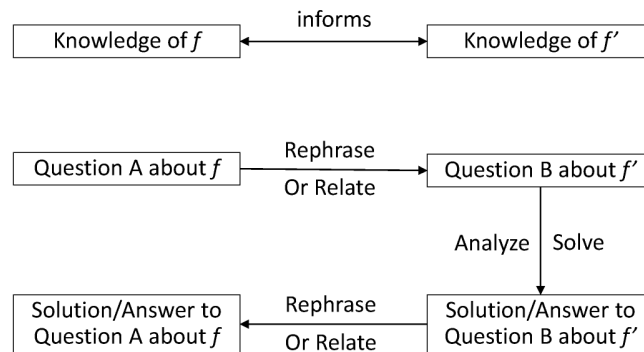 informs
Knowledge of f
Knowledge of f'
Question A about f
Rephrase
Or Relate
Question B about f'
Analyze
Solve
Solution/Answer to
Question A about f
Rephrase
Or Relate
Solution/Answer to
Question B about f'